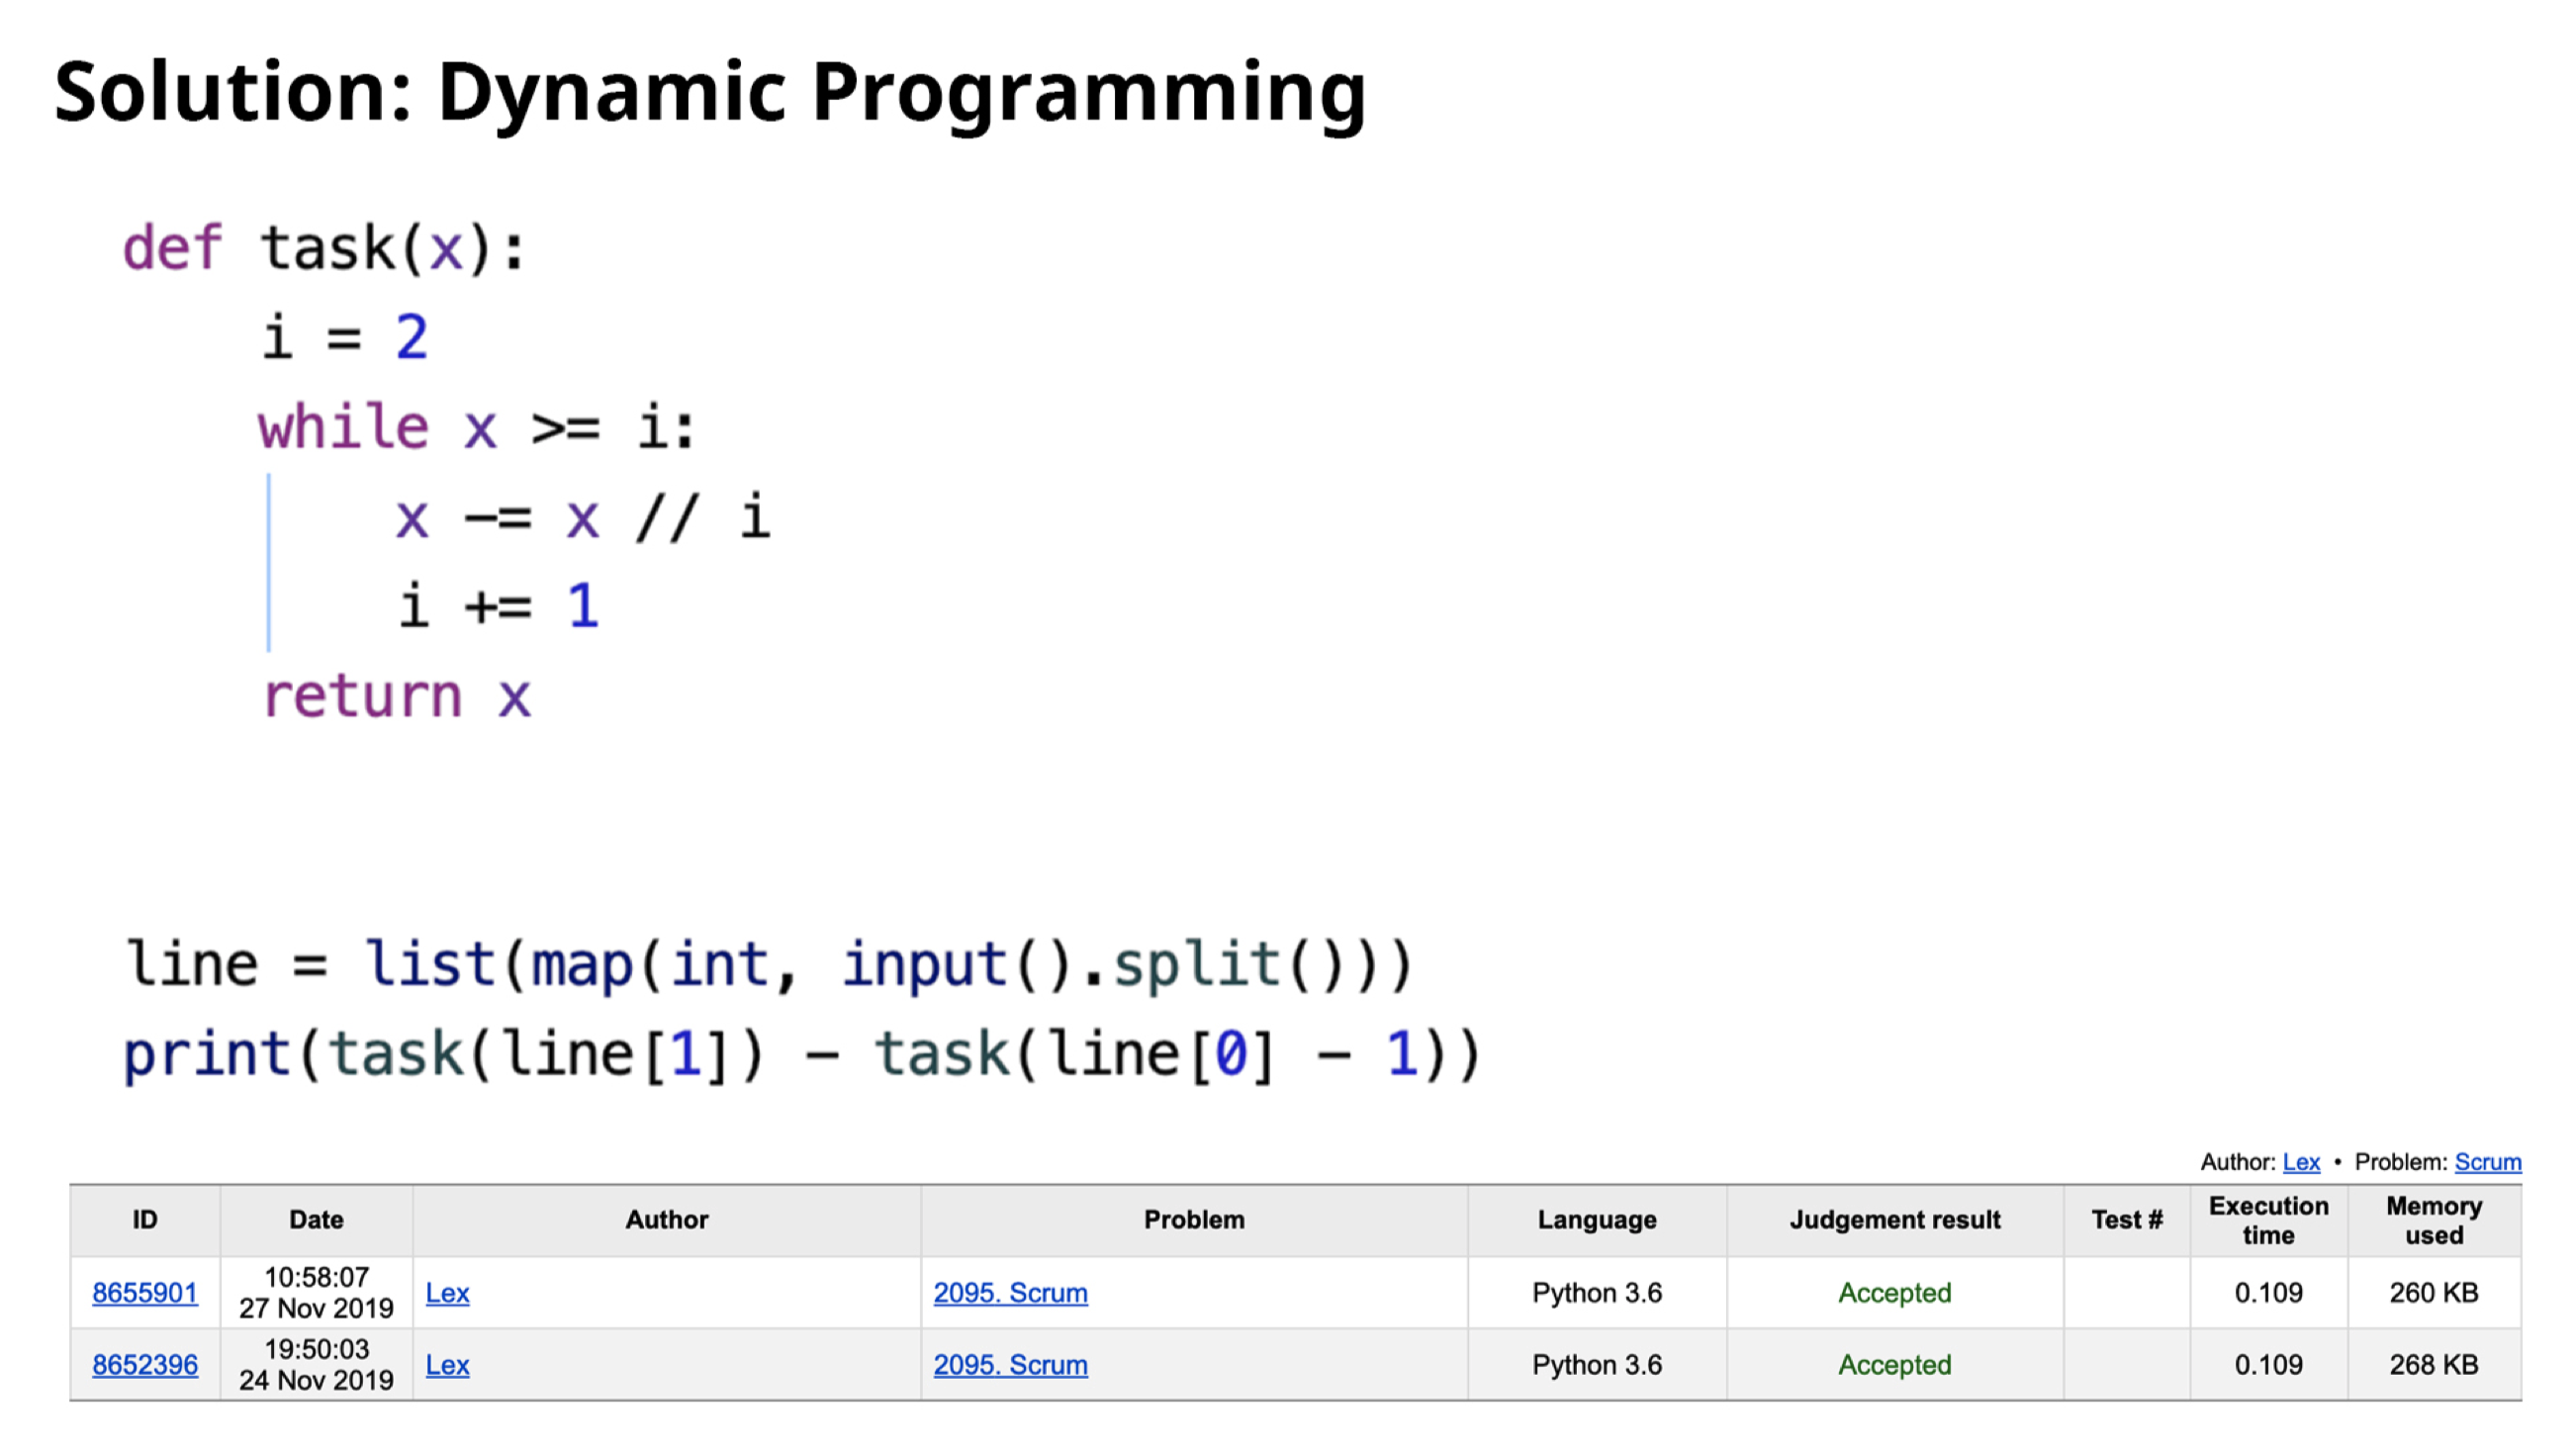 Solution: Dynamic Programming
def task(x):
    i = 2
    while x >= i:
        x -= x // i
        i += 1
    return x
line = list(map(int, input().split()))
print(task(line[1]) - task(line[0] - 1))
Author: Lex • Problem: Scrum
ID Date Author Problem Language Judgement result Test # Execution time Memory used
8655901 10:58:07 27 Nov 2019 Lex 2095. Scrum Python 3.6 Accepted 0.109 260 KB
8652396 19:50:03 24 Nov 2019 Lex 2095. Scrum Python 3.6 Accepted 0.109 268 KB